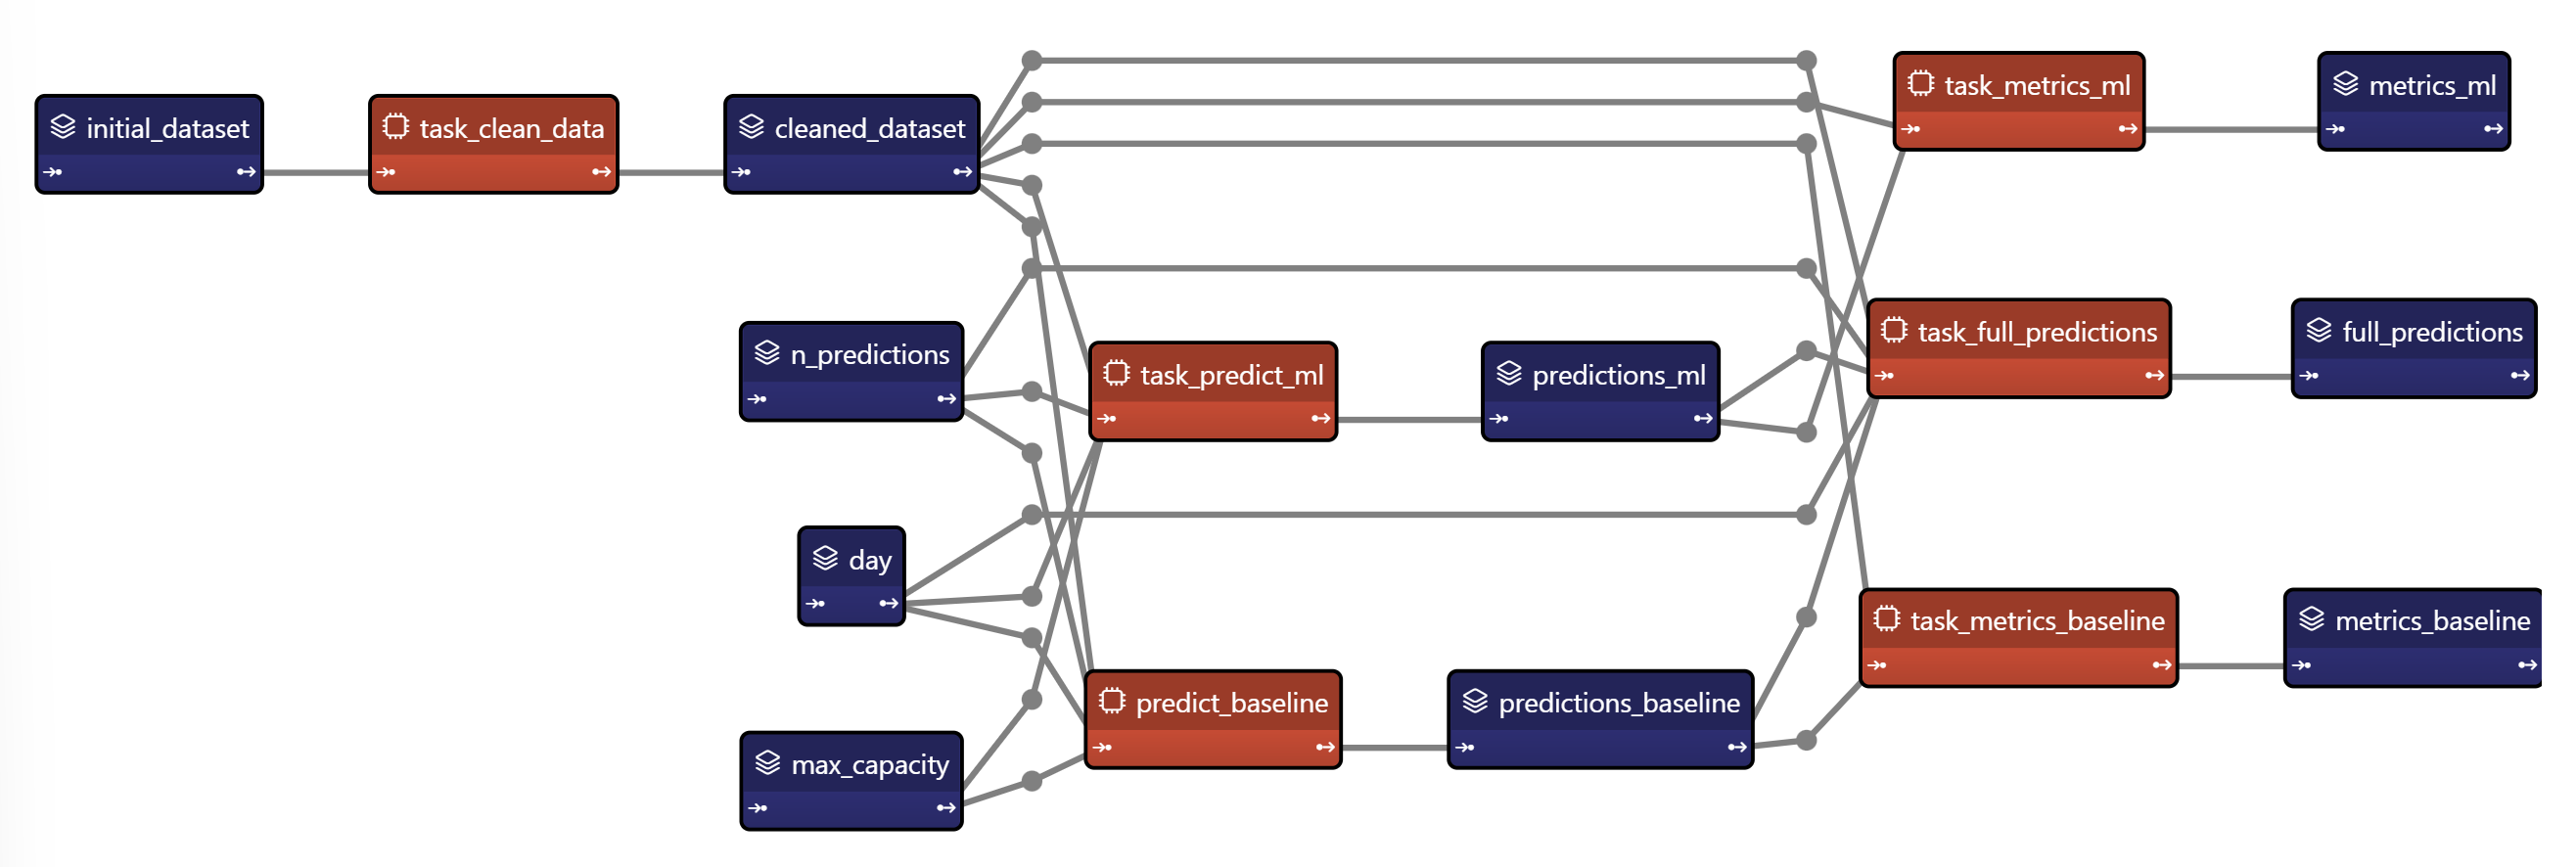 initial_dataset
task_clean_data
cleaned_dataset
n_predictions
day
max_capacity
task_predict_ml
predict_baseline
predictions_ml
predictions_baseline
task_metrics_ml
task_full_predictions
task_metrics_baseline
metrics_ml
full_predictions
metrics_baseline